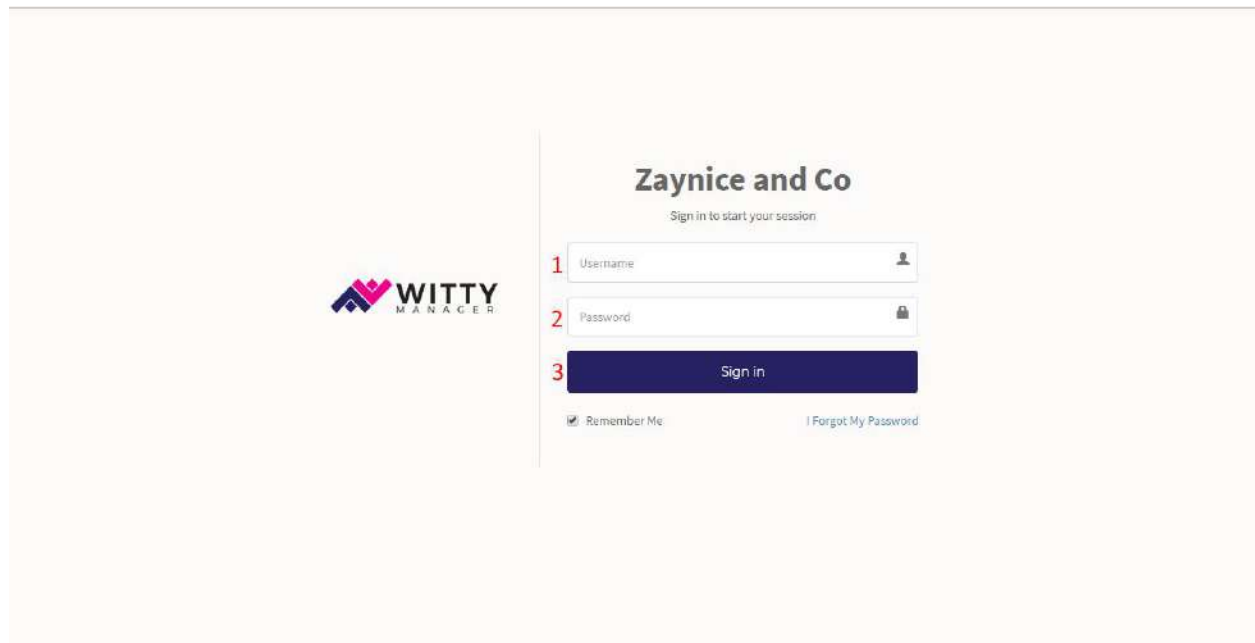 Zaynice and Co
Sign in to start your session
1 Username
WITTY
MANAGER
2 Password
3 Sign in
Remember Me I Forgot My Password